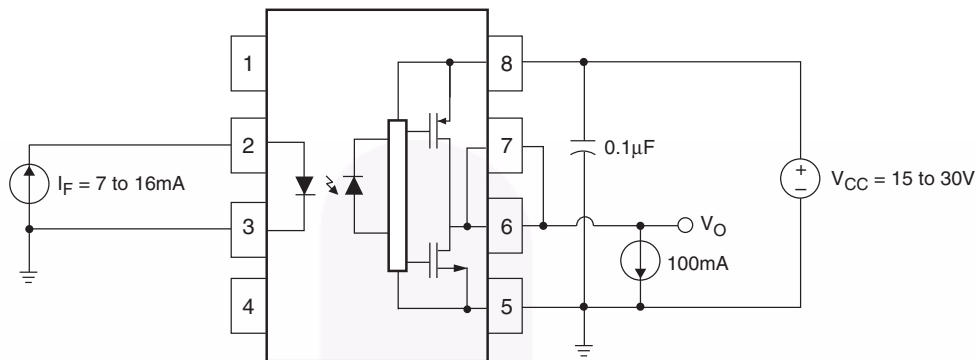 1
8
2
7
I_F = 7 to 16mA
0.1μF
+
–
V_CC = 15 to 30V
3
6
V_O
100mA
4
5